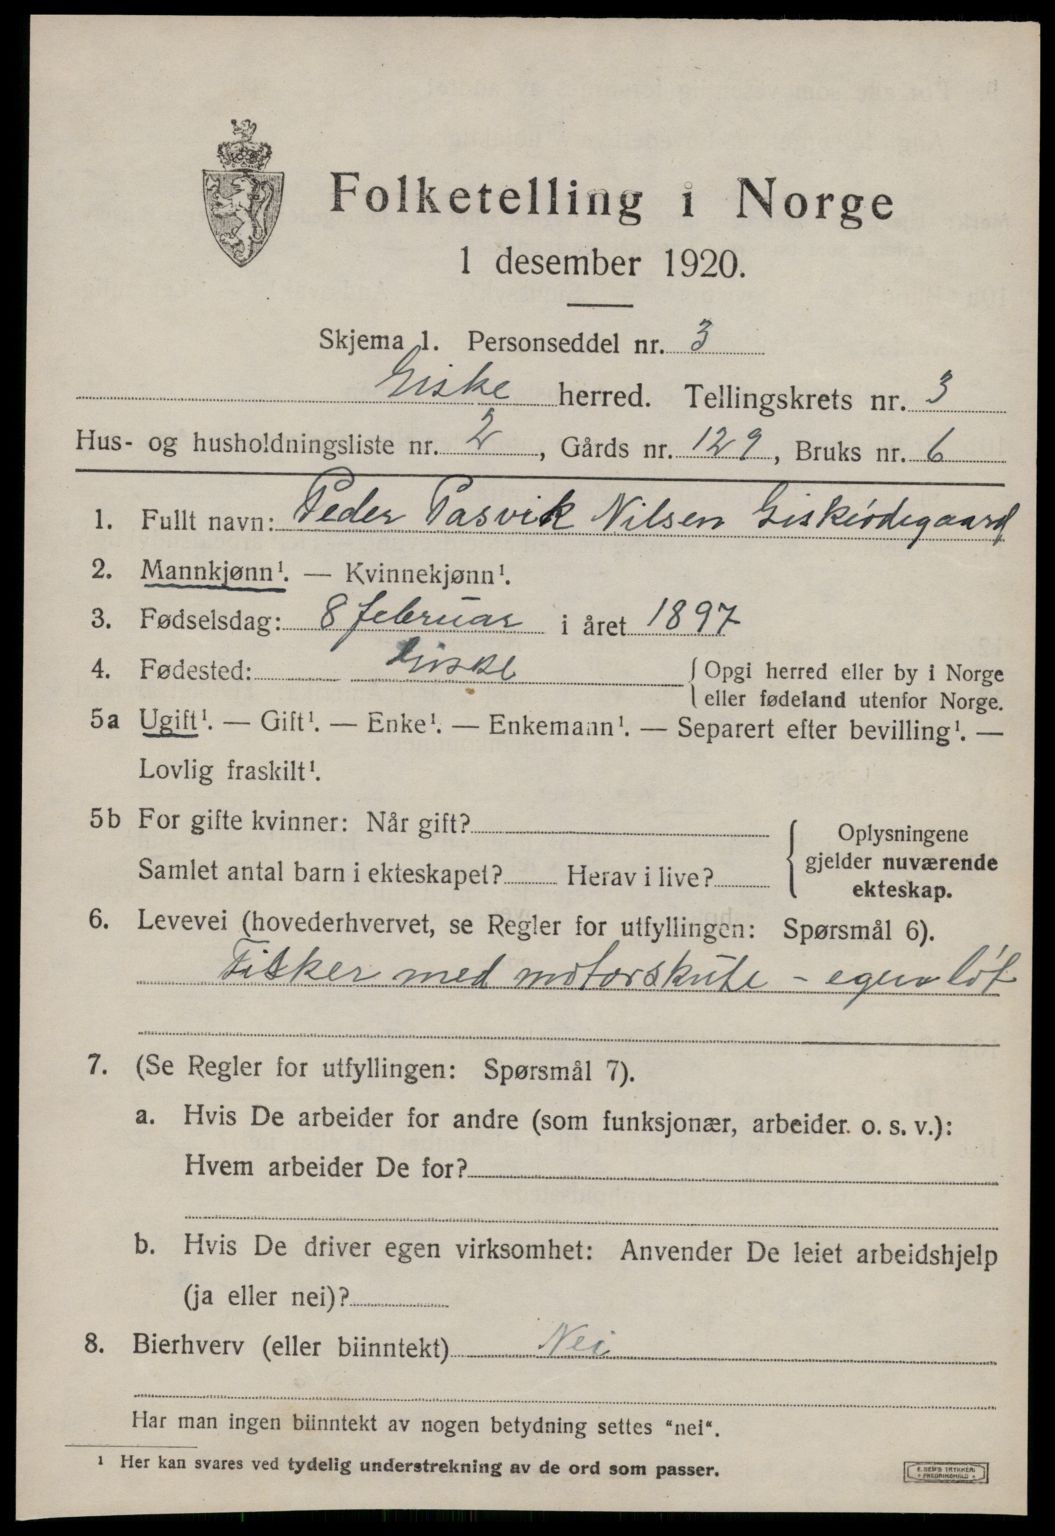 Folketelling i Norge
1 desember 1920.
Skjema 1. Personseddel nr. 3
Giske herred. Tellingskrets nr. 3
Hus- og husholdningsliste nr. 2, Gårds nr. 129, Bruks nr. 6
1. Fullt navn: Peder Pasvik Nilsen Giskeødegaard
2. Mannkjønn¹. — Kvinnekjønn¹.
3. Fødselsdag: 8 februar i året 1897
4. Fødested: Giske { Opgi herred eller by i Norge
eller fødeland utenfor Norge.
5a Ugift¹. — Gift¹. — Enke¹. — Enkemann¹. — Separert efter bevilling¹. —
Lovlig fraskilt¹.
5b For gifte kvinner: Når gift?
Samlet antal barn i ekteskapet? Herav i live?
{ Oplysningene
gjelder nuværende
ekteskap.
6. Levevei (hovederhvervet, se Regler for utfyllingen: Spørsmål 6).
Fisker med motorskute - egen lót
7. (Se Regler for utfyllingen: Spørsmål 7).
a. Hvis De arbeider for andre (som funksjonær, arbeider. o. s. v.):
Hvem arbeider De for?
b. Hvis De driver egen virksomhet: Anvender De leiet arbeidshjelp
(ja eller nei)?
8. Bierhverv (eller biinntekt) Nei
Har man ingen biinntekt av nogen betydning settes "nei".
¹ Her kan svares ved tydelig understrekning av de ord som passer.